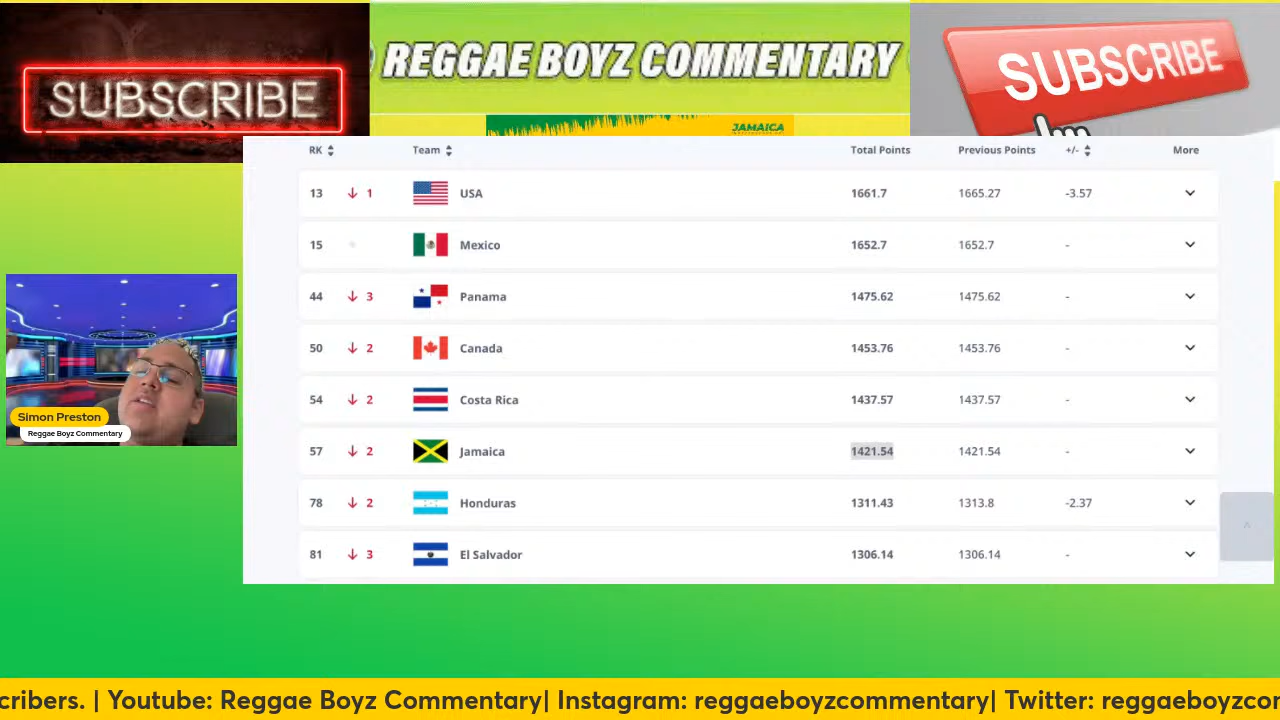 SUBSCRIBE
REGGAE BOYZ COMMENTARY
SUBSCRIBE
JAMAICA
RK Team Total Points Previous Points +/- More
13 ↓ 1 USA 1661.7 1665.27 -3.57
15 Mexico 1652.7 1652.7 -
44 ↓ 3 Panama 1475.62 1475.62 -
50 ↓ 2 Canada 1453.76 1453.76 -
54 ↓ 2 Costa Rica 1437.57 1437.57 -
57 ↓ 2 Jamaica 1421.54 1421.54 -
78 ↓ 2 Honduras 1311.43 1313.8 -2.37
81 ↓ 3 El Salvador 1306.14 1306.14 -
Simon Preston
Reggae Boyz Commentary
cribers. | Youtube: Reggae Boyz Commentary| Instagram: reggaeboyzcommentary| Twitter: reggaeboyzcor